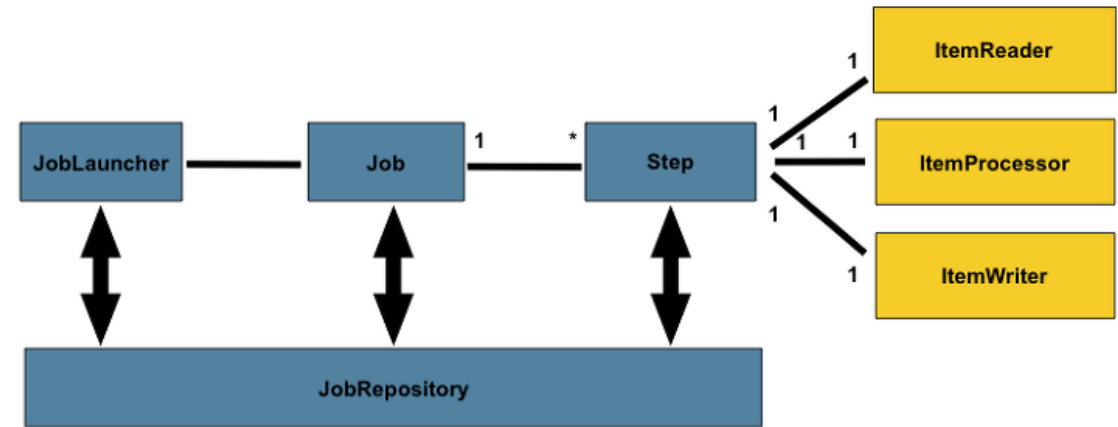 ItemReader
1
1
JobLauncher
Job
1
*
Step
1
1
ItemProcessor
1
1
ItemWriter
JobRepository